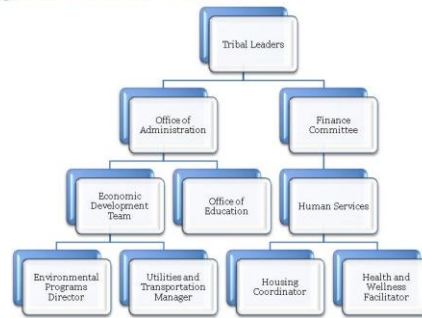 Tribal Leaders
Office of
Administration
Finance
Committee
Economic
Development
Team
Office of
Education
Human Services
Environmental
Programs
Director
Utilities and
Transportation
Manager
Housing
Coordinator
Health and
Wellness
Facilitator